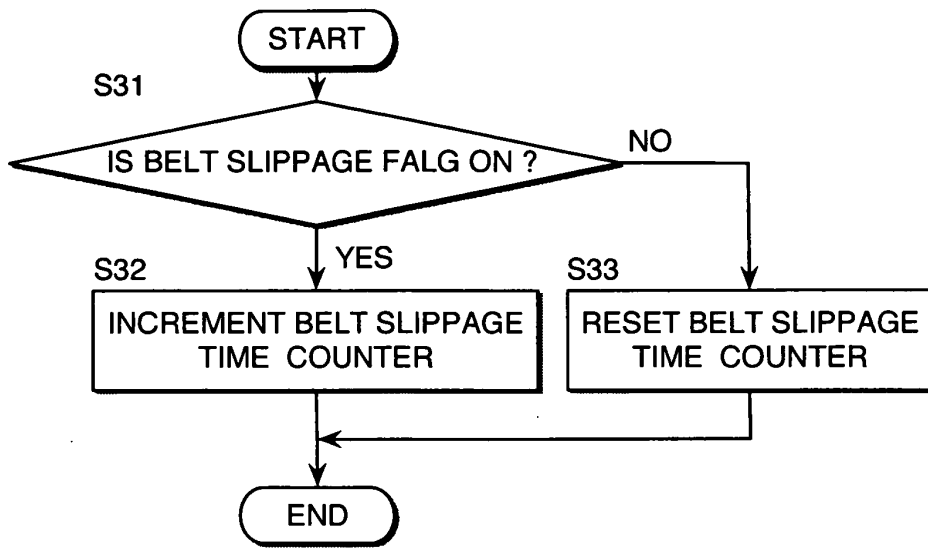 START
S31
IS BELT SLIPPAGE FALG ON ?
NO
YES
S32
INCREMENT BELT SLIPPAGE
TIME COUNTER
S33
RESET BELT SLIPPAGE
TIME COUNTER
END